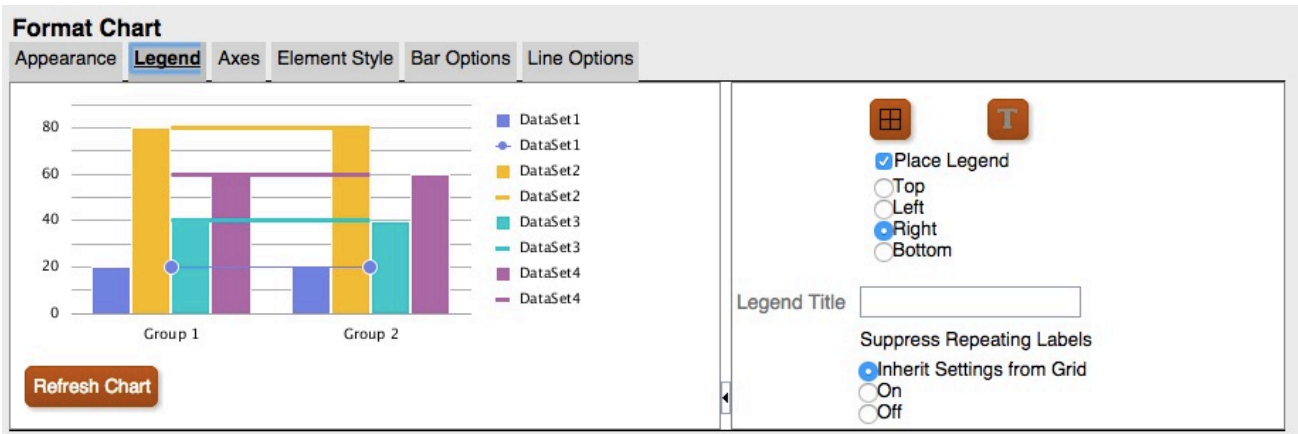 Format Chart
Appearance Legend Axes Element Style Bar Options Line Options
80
60
40
20
0
Group 1 Group 2
DataSet1
DataSet1
DataSet2
DataSet2
DataSet3
DataSet3
DataSet4
DataSet4
Refresh Chart
T
Place Legend
Top
Left
Right
Bottom
Legend Title
Suppress Repeating Labels
Inherit Settings from Grid
On
Off